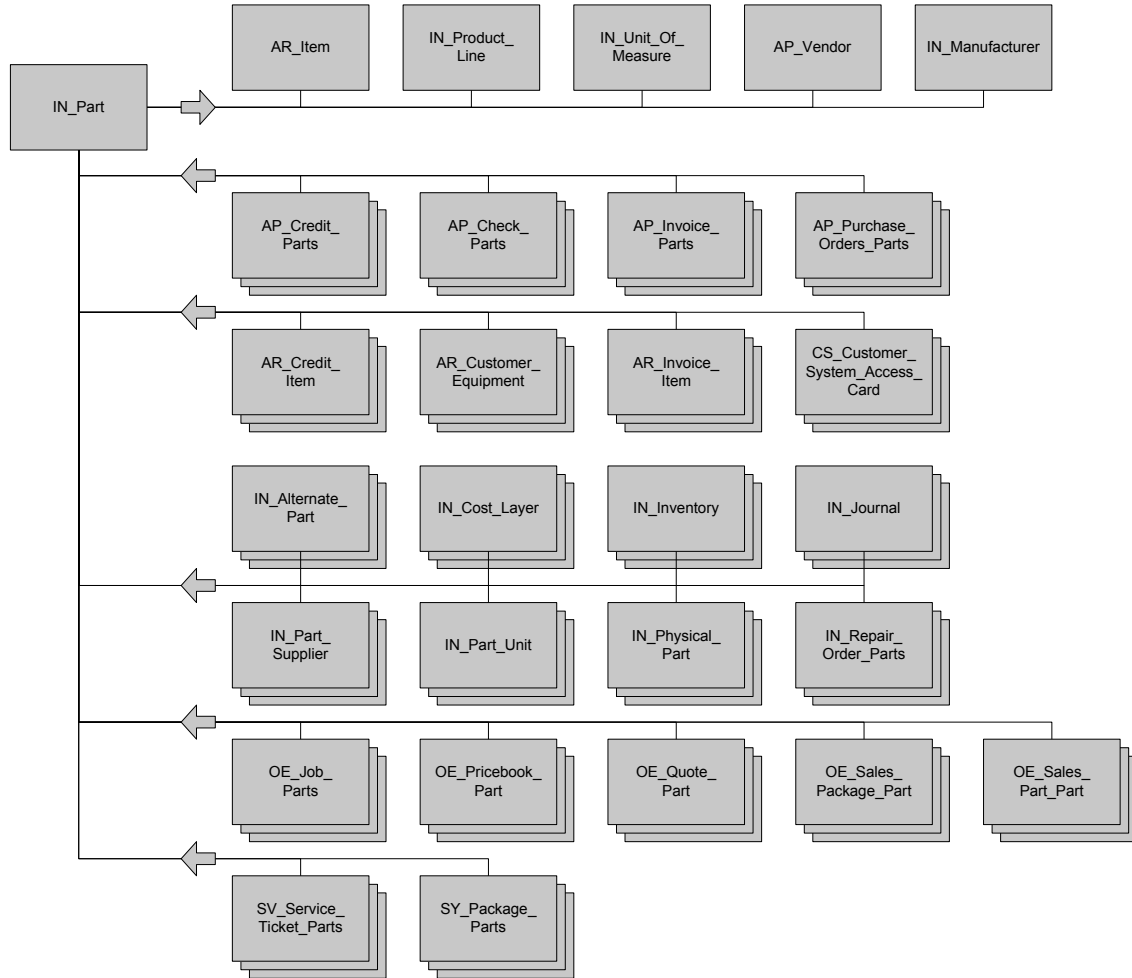 AR_Item
IN_Product_
Line
IN_Unit_Of_
Measure
AP_Vendor
IN_Manufacturer
IN_Part
AP_Credit_
Parts
AP_Check_
Parts
AP_Invoice_
Parts
AP_Purchase_
Orders_Parts
AR_Credit_
Item
AR_Customer_
Equipment
AR_Invoice_
Item
CS_Customer_
System_Access_
Card
IN_Alternate_
Part
IN_Cost_Layer
IN_Inventory
IN_Journal
IN_Part_
Supplier
IN_Part_Unit
IN_Physical_
Part
IN_Repair_
Order_Parts
OE_Job_
Parts
OE_Pricebook_
Part
OE_Quote_
Part
OE_Sales_
Package_Part
OE_Sales_
Part_Part
SV_Service_
Ticket_Parts
SY_Package_
Parts